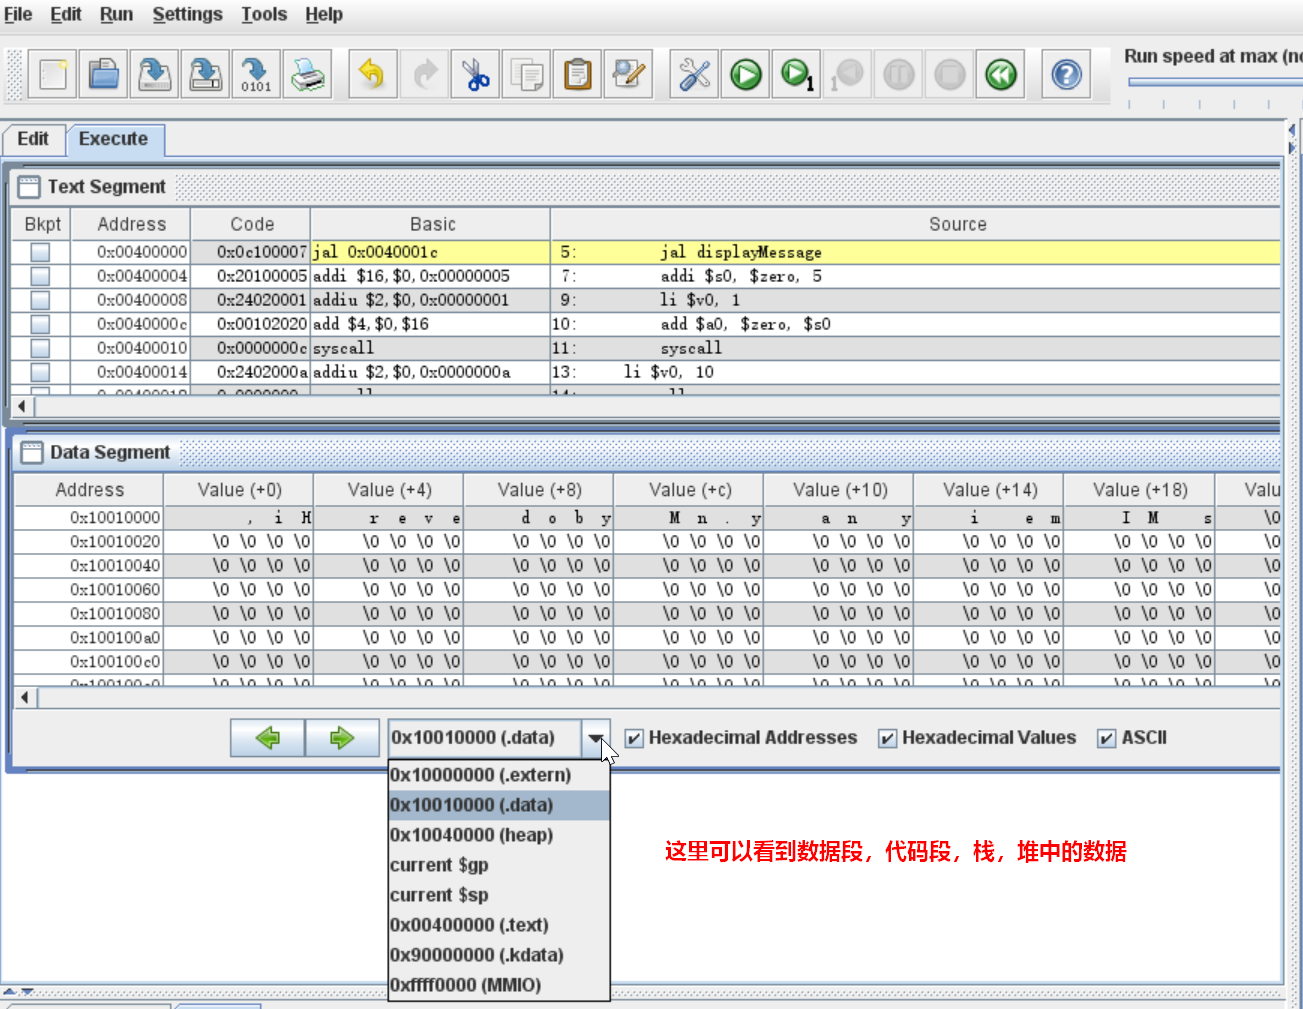 File Edit Run Settings Tools Help
Run speed at max (no
0101
1
1
Edit Execute
Text Segment
Bkpt Address Code Basic Source
0x00400000 0x0c100007 jal 0x0040001c 5: jal displayMessage
0x00400004 0x20100005 addi $16,$0,0x00000005 7: addi $s0, $zero, 5
0x00400008 0x24020001 addiu $2,$0,0x00000001 9: li $v0, 1
0x0040000c 0x00102020 add $4,$0,$16 10: add $a0, $zero, $s0
0x00400010 0x0000000c syscall 11: syscall
0x00400014 0x2402000a addiu $2,$0,0x0000000a 13: li $v0, 10
Data Segment
Address Value (+0) Value (+4) Value (+8) Value (+c) Value (+10) Value (+14) Value (+18) Valu
0x10010000 , i H r e v e d o b y M n . y a n y i e m I M s \0
0x10010020 \0 \0 \0 \0 \0 \0 \0 \0 \0 \0 \0 \0 \0 \0 \0 \0 \0 \0 \0 \0 \0 \0 \0 \0 \0 \0 \0 \0 \0
0x10010040 \0 \0 \0 \0 \0 \0 \0 \0 \0 \0 \0 \0 \0 \0 \0 \0 \0 \0 \0 \0 \0 \0 \0 \0 \0 \0 \0 \0 \0
0x10010060 \0 \0 \0 \0 \0 \0 \0 \0 \0 \0 \0 \0 \0 \0 \0 \0 \0 \0 \0 \0 \0 \0 \0 \0 \0 \0 \0 \0 \0
0x10010080 \0 \0 \0 \0 \0 \0 \0 \0 \0 \0 \0 \0 \0 \0 \0 \0 \0 \0 \0 \0 \0 \0 \0 \0 \0 \0 \0 \0 \0
0x100100a0 \0 \0 \0 \0 \0 \0 \0 \0 \0 \0 \0 \0 \0 \0 \0 \0 \0 \0 \0 \0 \0 \0 \0 \0 \0 \0 \0 \0 \0
0x100100c0 \0 \0 \0 \0 \0 \0 \0 \0 \0 \0 \0 \0 \0 \0 \0 \0 \0 \0 \0 \0 \0 \0 \0 \0 \0 \0 \0 \0 \0
0x10010000 (.data) Hexadecimal Addresses Hexadecimal Values ASCII
0x10000000 (.extern)
0x10010000 (.data)
0x10040000 (heap)
current $gp
current $sp
0x00400000 (.text)
0x90000000 (.kdata)
0xffff0000 (MMIO)
这里可以看到数据段，代码段，栈，堆中的数据